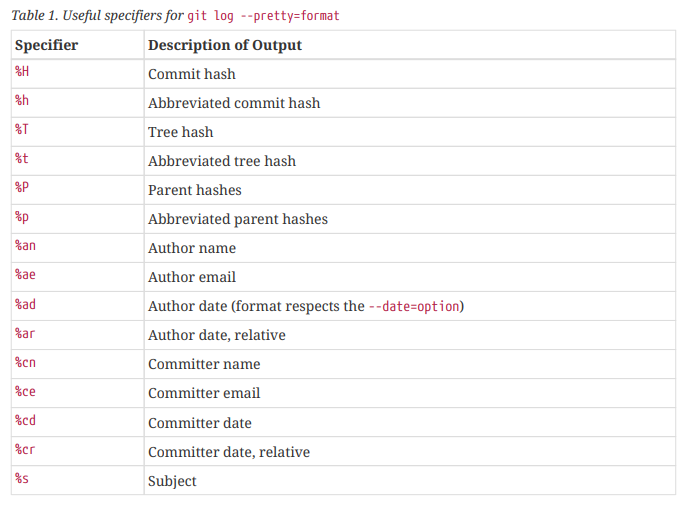 Table 1. Useful specifiers for git log --pretty=format
Specifier Description of Output
%H Commit hash
%h Abbreviated commit hash
%T Tree hash
%t Abbreviated tree hash
%P Parent hashes
%p Abbreviated parent hashes
%an Author name
%ae Author email
%ad Author date (format respects the --date=option)
%ar Author date, relative
%cn Committer name
%ce Committer email
%cd Committer date
%cr Committer date, relative
%s Subject